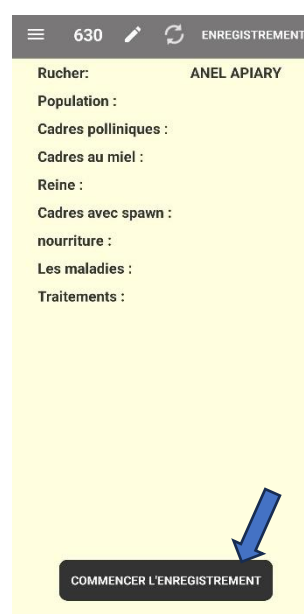 630 ENREGISTREMENT
Rucher: ANEL APIARY
Population :
Cadres polliniques :
Cadres au miel :
Reine :
Cadres avec spawn :
nourriture :
Les maladies :
Traitements :
COMMENCER L'ENREGISTREMENT